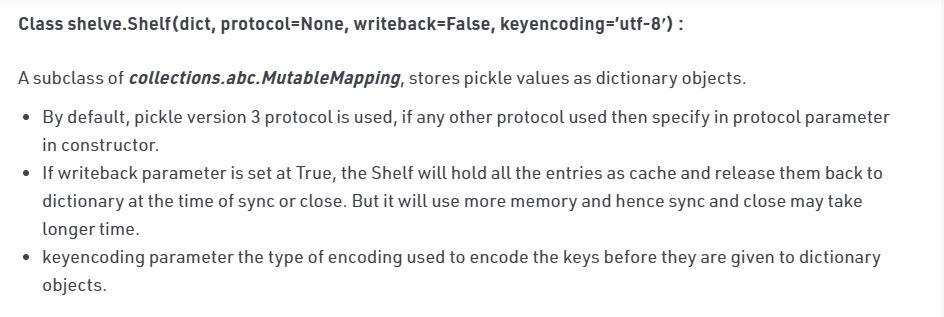 Class shelve.Shelf(dict, protocol=None, writeback=False, keyencoding=’utf-8′) :
A subclass of collections.abc.MutableMapping, stores pickle values as dictionary objects.
• By default, pickle version 3 protocol is used, if any other protocol used then specify in protocol parameter
in constructor.
• If writeback parameter is set at True, the Shelf will hold all the entries as cache and release them back to
dictionary at the time of sync or close. But it will use more memory and hence sync and close may take
longer time.
• keyencoding parameter the type of encoding used to encode the keys before they are given to dictionary
objects.